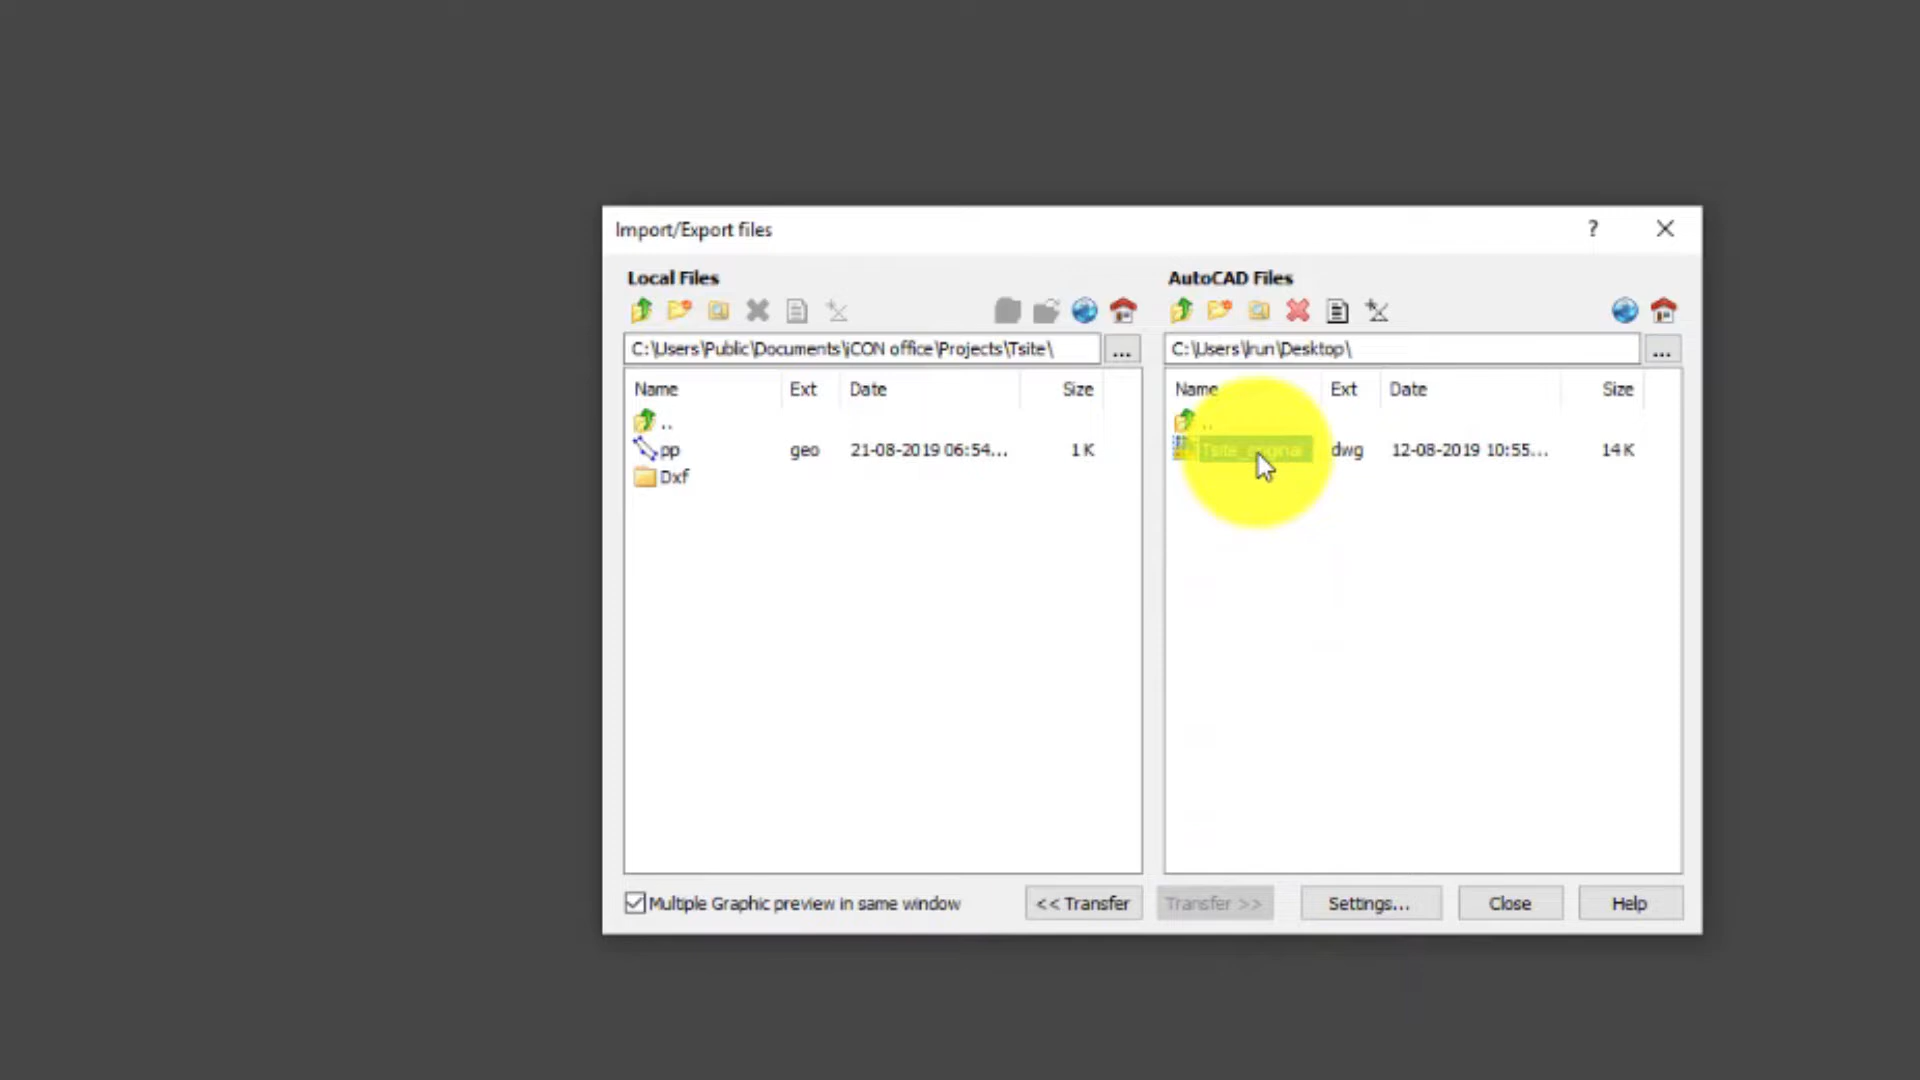 Import/Export files
?
Local Files
AutoCAD Files
C:\Users\Public\Documents\iCON office\Projects\Tsite\
...
C:\Users\lrun\Desktop\
...
Name Ext Date Size
Name Ext Date Size
..
..
pp geo 21-08-2019 06:54... 1 K
Tsite_original dwg 12-08-2019 10:55... 14 K
Dxf
Multiple Graphic preview in same window
<< Transfer
Transfer >>
Settings...
Close
Help